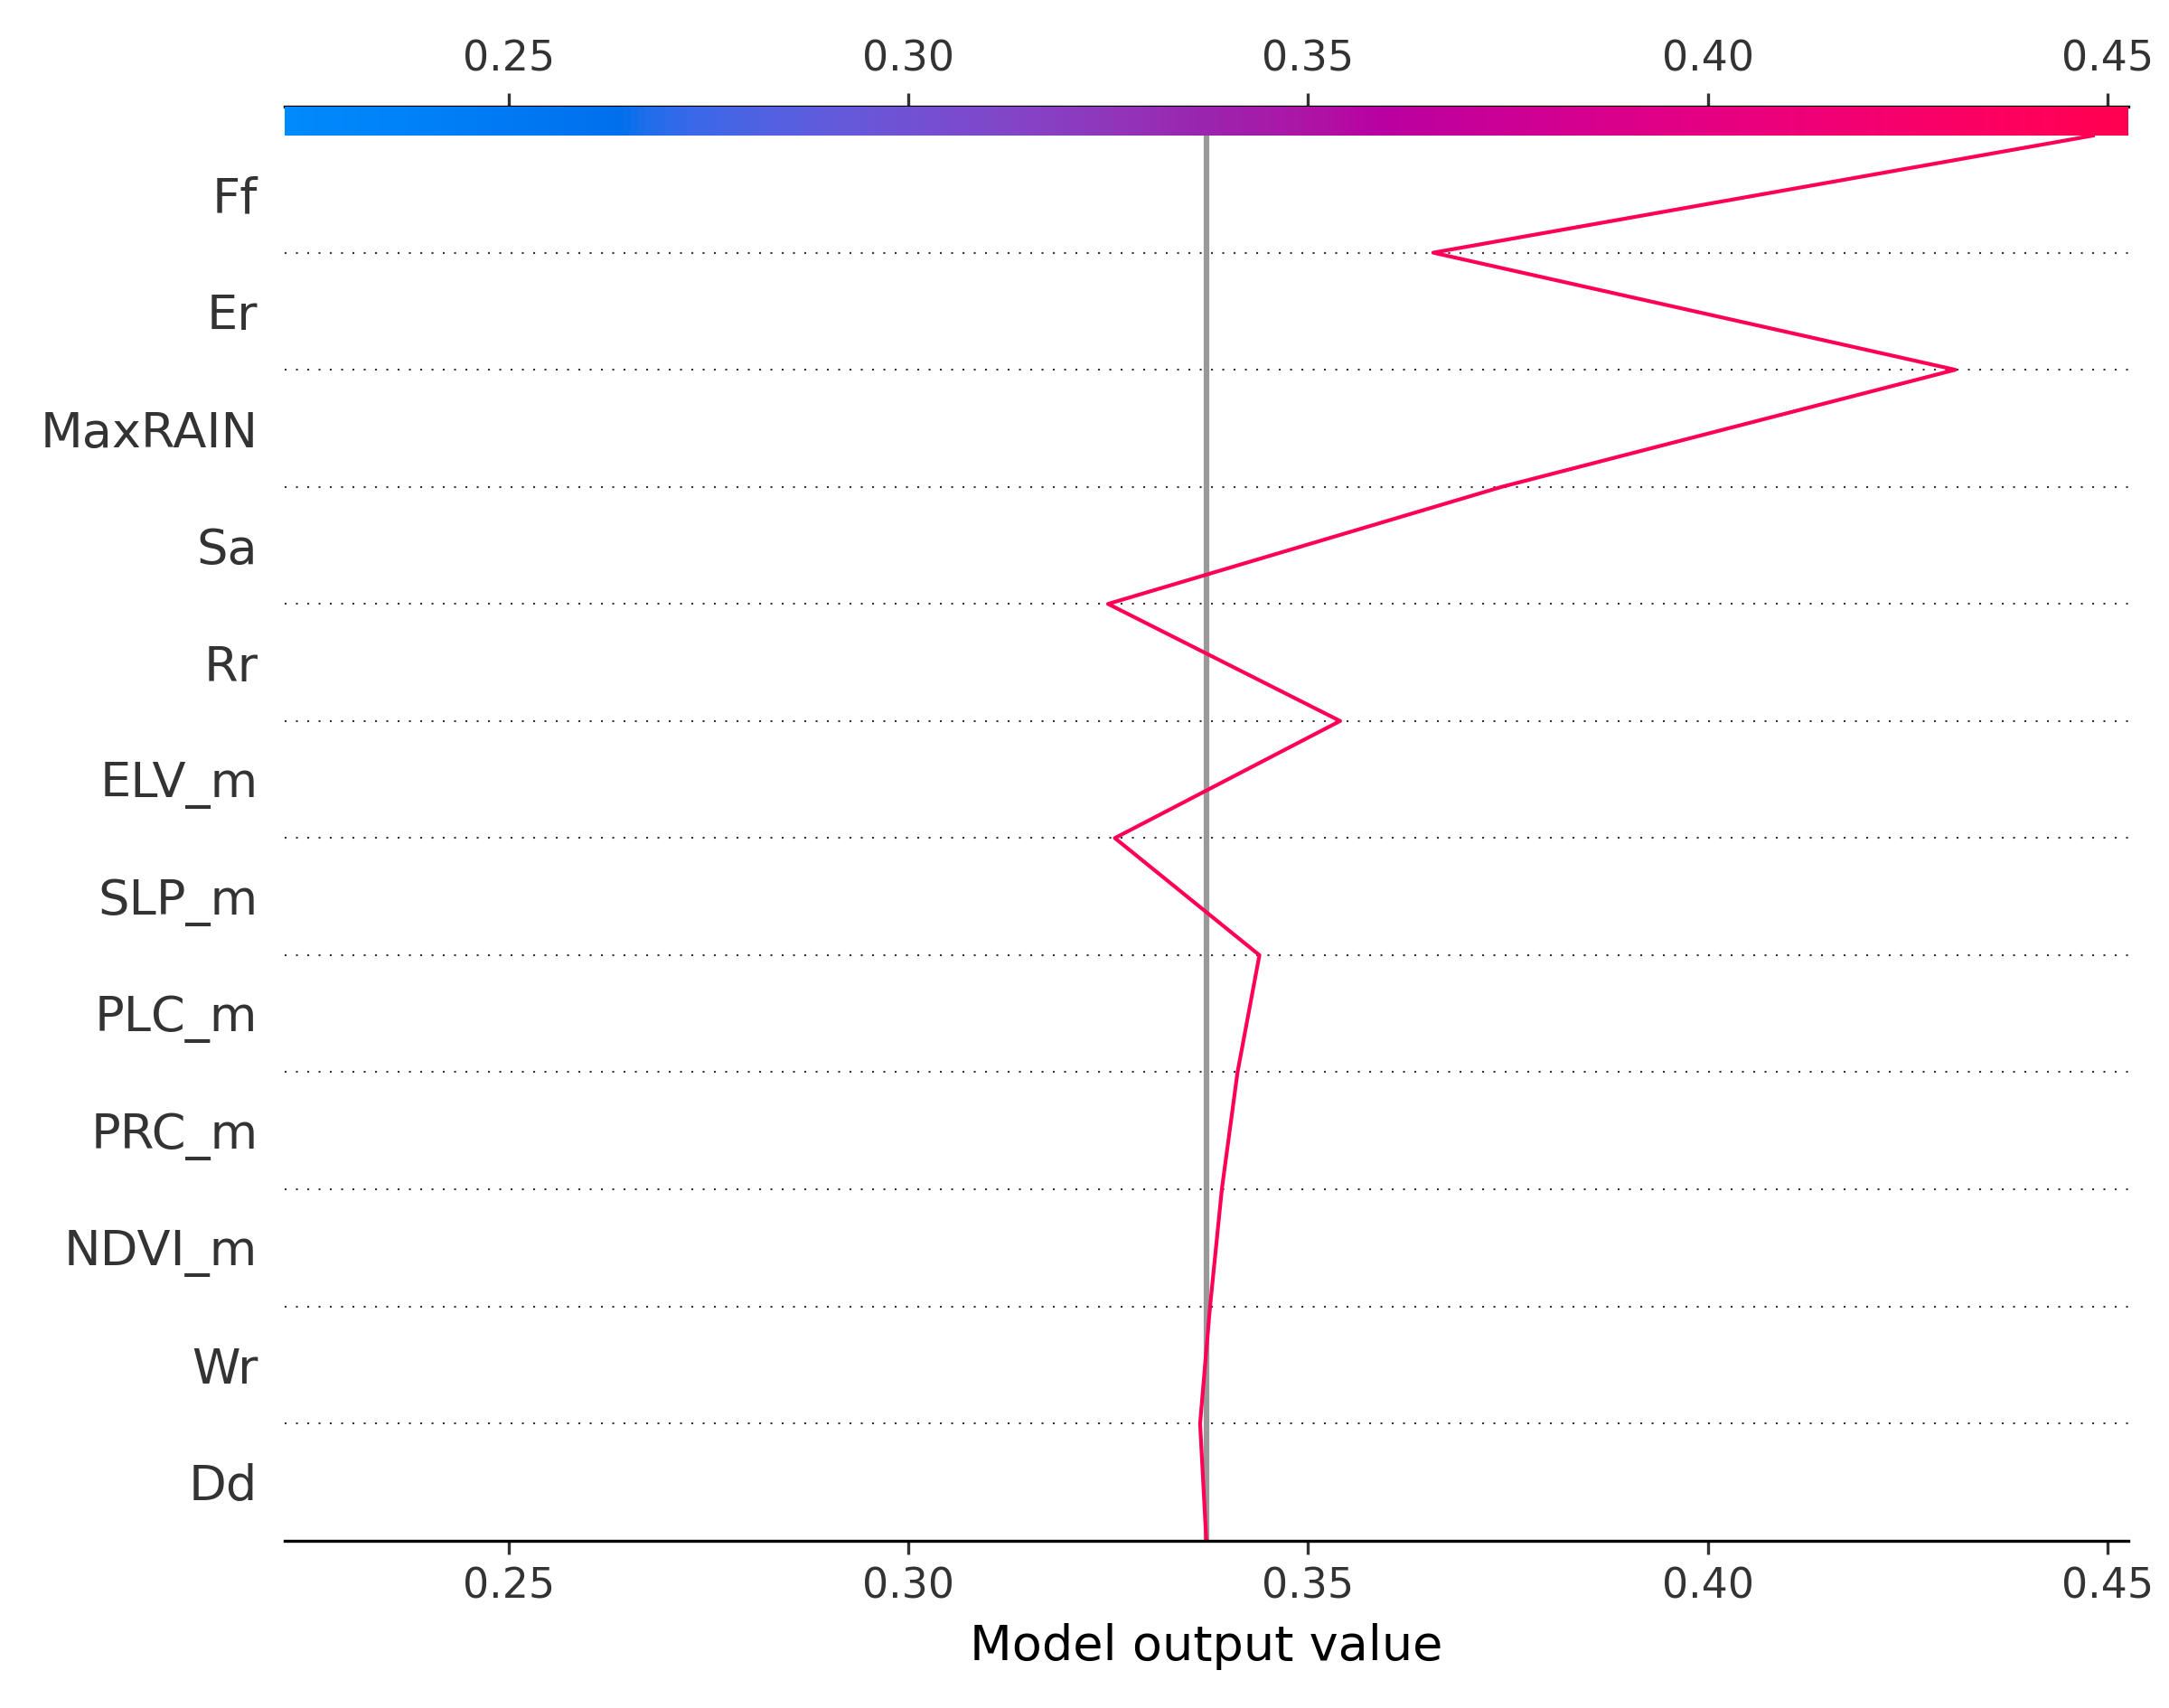 0.25 0.30 0.35 0.40 0.45
Ff
Er
MaxRAIN
Sa
Rr
ELV_m
SLP_m
PLC_m
PRC_m
NDVI_m
Wr
Dd
0.25 0.30 0.35 0.40 0.45
Model output value